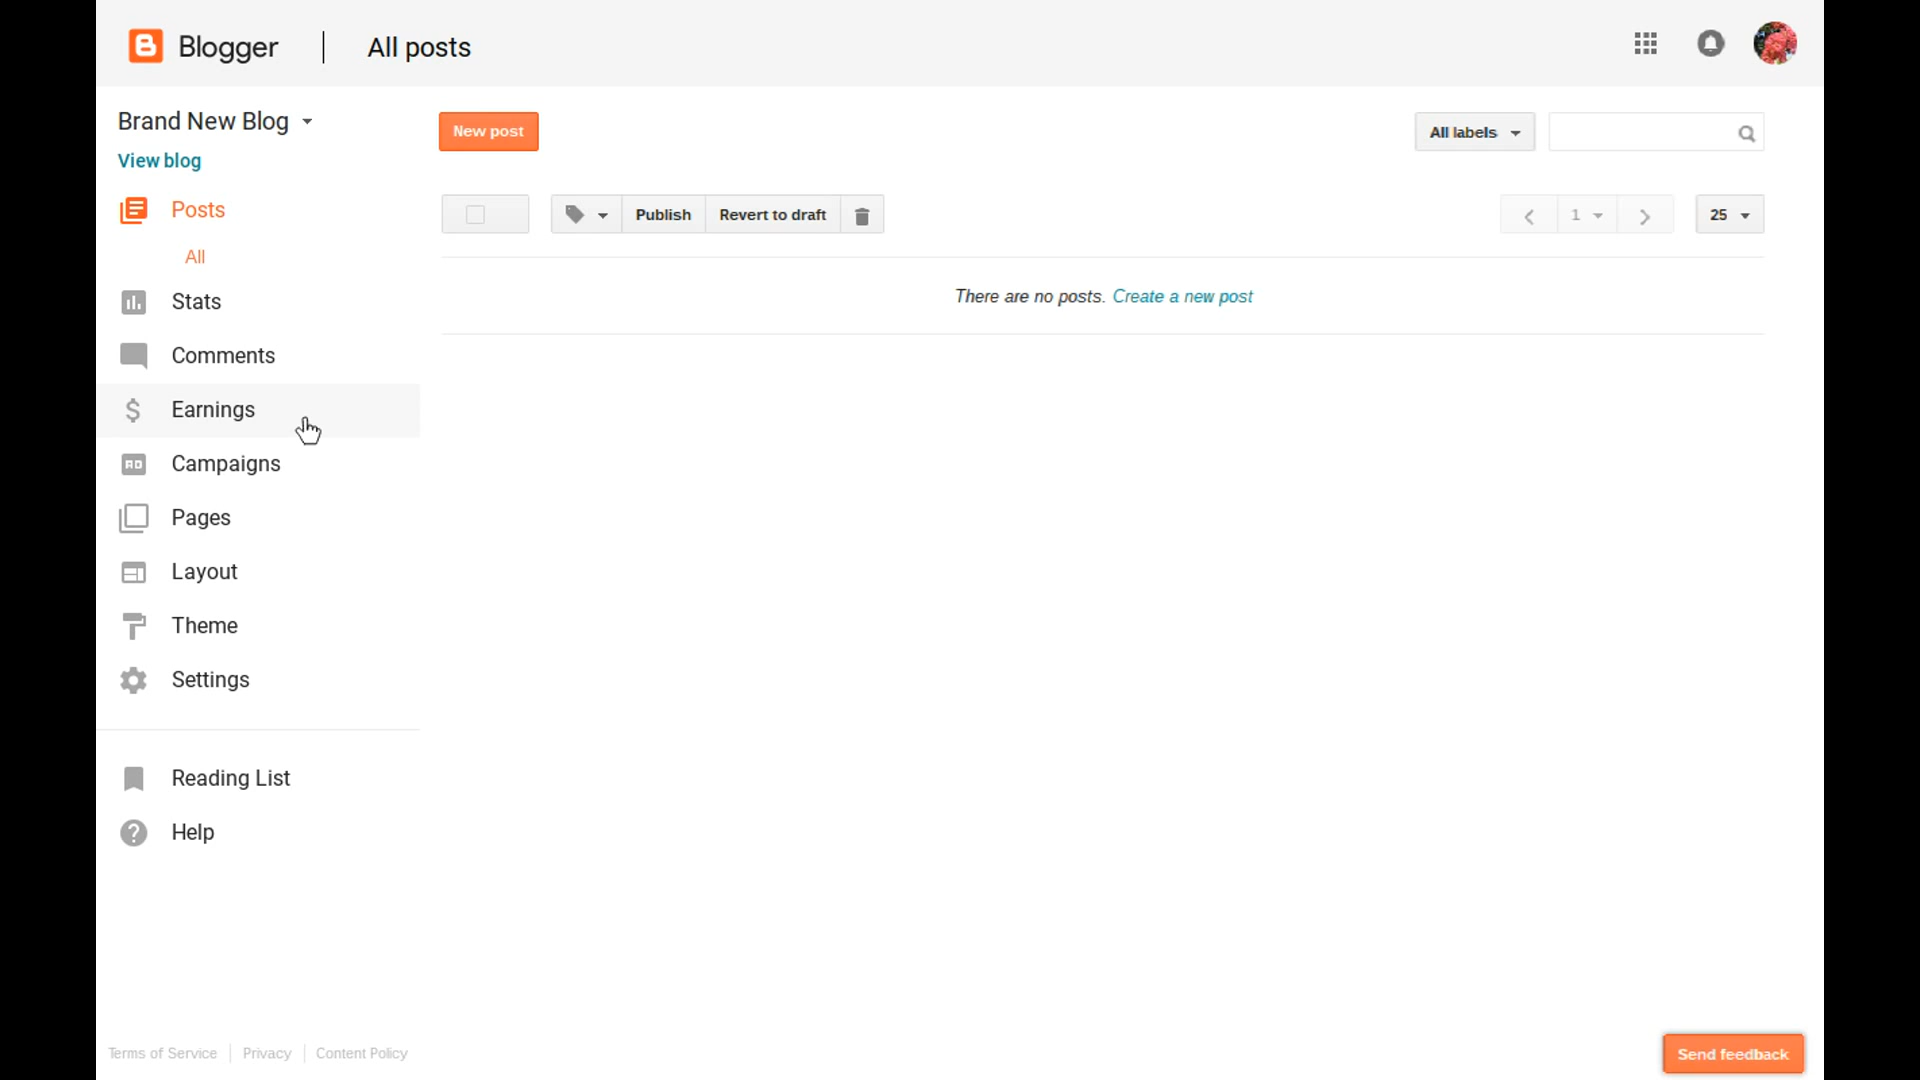 Blogger
All posts
Brand New Blog
View blog
New post
All labels
Posts
All
Publish
Revert to draft
1
25
There are no posts. Create a new post
Stats
Comments
Earnings
AD
Campaigns
Pages
Layout
Theme
Settings
Reading List
Help
Terms of Service
Privacy
Content Policy
Send feedback